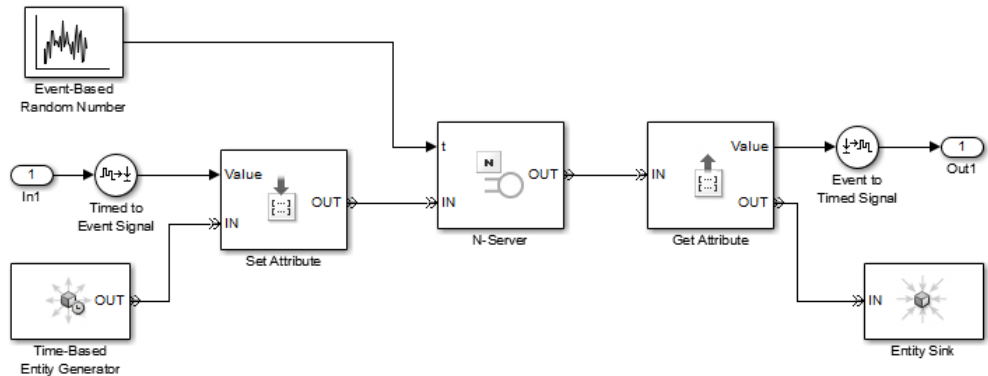 Event-Based
Random Number
1
In1
Timed to
Event Signal
Value
IN
OUT
[...]
Set Attribute
OUT
Time-Based
Entity Generator
t
IN
N
OUT
N-Server
IN
Value
OUT
[...]
Get Attribute
Event to
Timed Signal
1
Out1
IN
Entity Sink